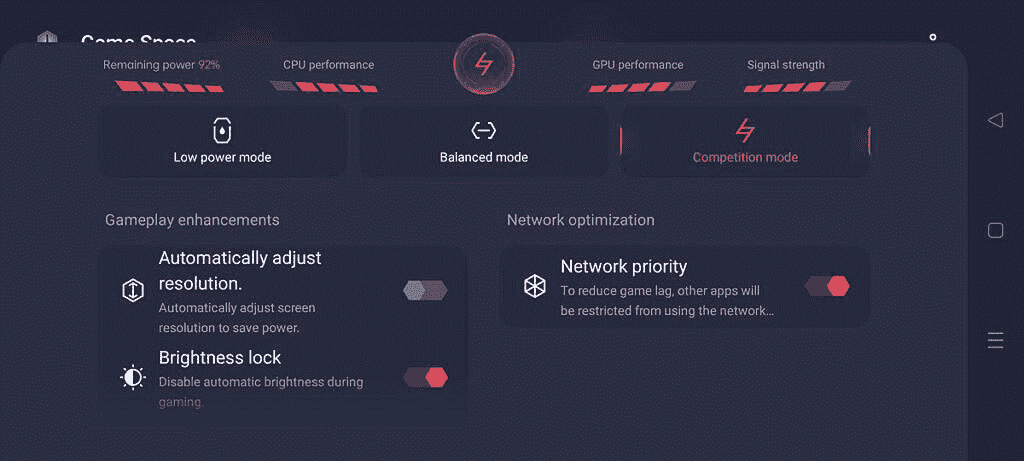 Game Space
Remaining power 92%
CPU performance
GPU performance
Signal strength
Low power mode
Balanced mode
Competition mode
Gameplay enhancements
Network optimization
Automatically adjust
resolution.
Automatically adjust screen
resolution to save power.
Network priority
To reduce game lag, other apps will
be restricted from using the network…
Brightness lock
Disable automatic brightness during
gaming.